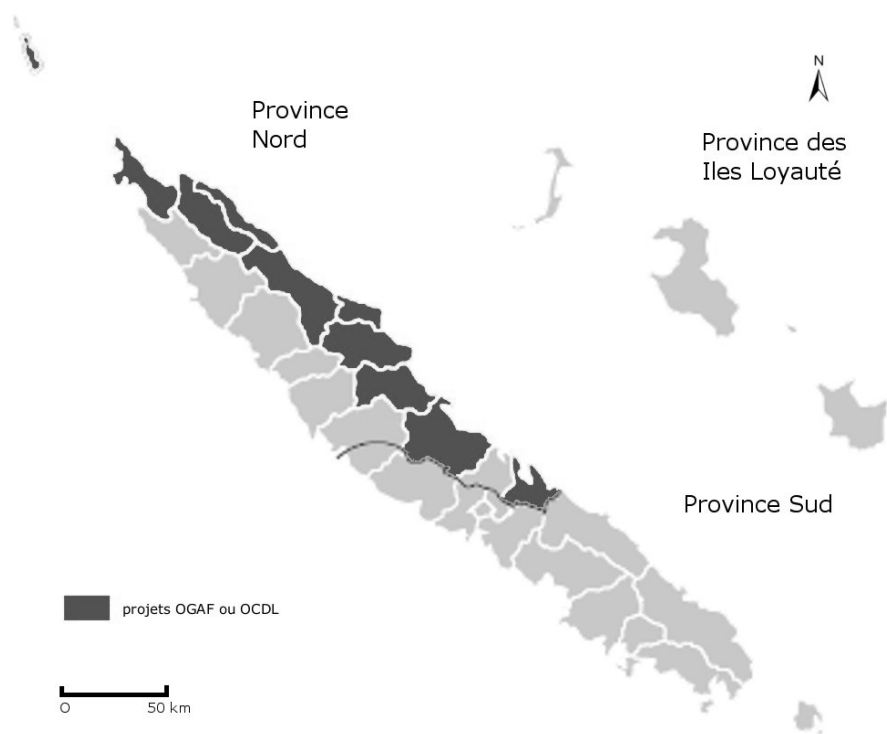 N
Province
Nord
Province des
Iles Loyauté
Province Sud
projets OGAF ou OCDL
O 50 km